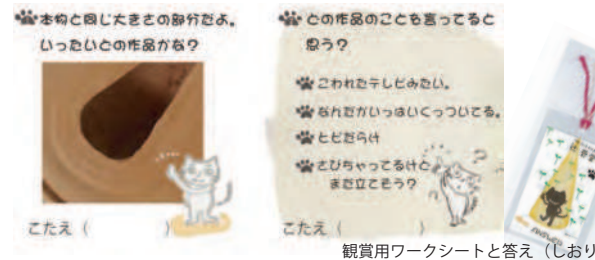 本物と同じ大きさの部分だよ。
いったいどの作品かな？
こたえ（　　　　）
どの作品のことを言ってると
思う？
こわれたテレビみたい。
なんだかいっぱいくっついてる。
ヒビだらけ
さびちゃってるけど
まだ立てそう？
こたえ（　　　　）
観賞用ワークシートと答え（しおり